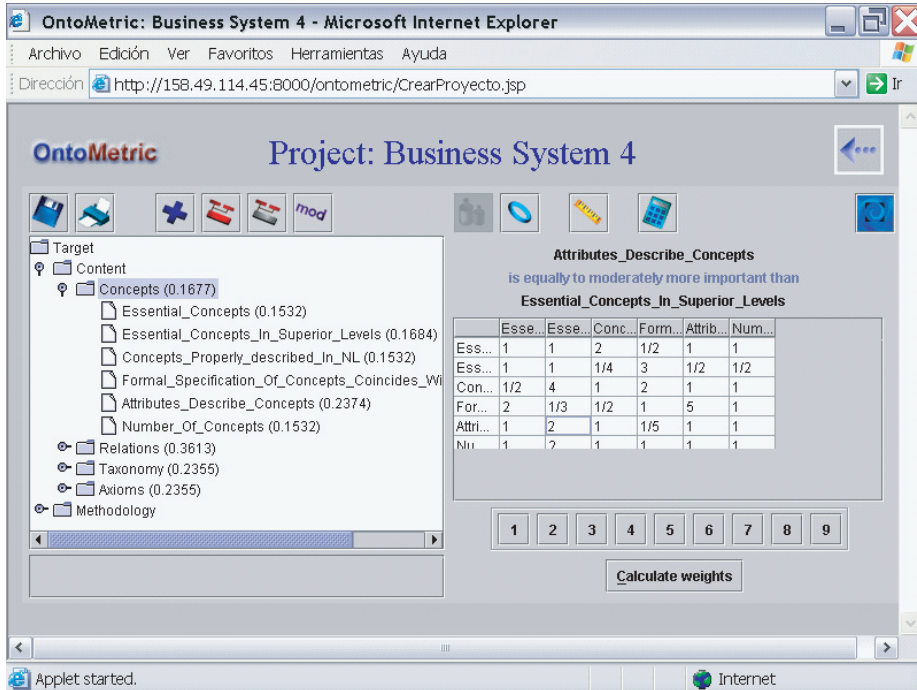 OntoMetric: Business System 4 - Microsoft Internet Explorer
Archivo Edición Ver Favoritos Herramientas Ayuda
Dirección http://158.49.114.45:8000/ontometric/CrearProyecto.jsp Ir
OntoMetric Project: Business System 4
mod
Target
Content
Concepts (0.1677)
Essential_Concepts (0.1532)
Essential_Concepts_In_Superior_Levels (0.1684)
Concepts_Properly_described_In_NL (0.1532)
Formal_Specification_Of_Concepts_Coincides_Wi
Attributes_Describe_Concepts (0.2374)
Number_Of_Concepts (0.1532)
Relations (0.3613)
Taxonomy (0.2355)
Axioms (0.2355)
Methodology
Attributes_Describe_Concepts
is equally to moderately more important than
Essential_Concepts_In_Superior_Levels
Esse... Esse... Conc... Form... Attrib... Num...
Ess... 1 1 2 1/2 1 1
Ess... 1 1 1/4 3 1/2 1/2
Con... 1/2 4 1 2 1 1
For... 2 1/3 1/2 1 5 1
Attri... 1 2 1 1/5 1 1
Nu 1 2 1 1 1 1
1 2 3 4 5 6 7 8 9
Calculate weights
Applet started. Internet